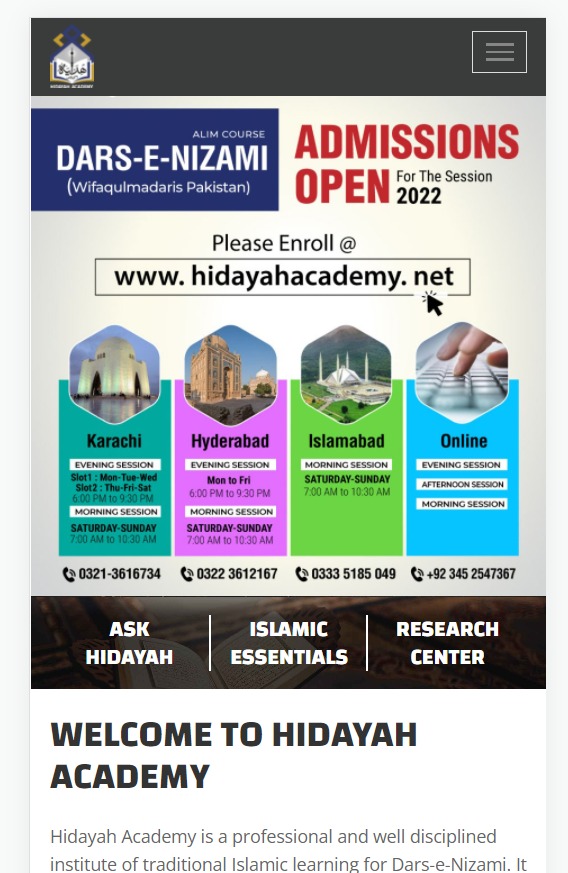 HIDAYAH ACADEMY
ALIM COURSE
DARS-E-NIZAMI
(Wifaqulmadaris Pakistan)
ADMISSIONS
OPEN For The Session
2022
Please Enroll @
www. hidayahacademy. net
Karachi
EVENING SESSION
Slot1 : Mon-Tue-Wed
Slot2 : Thu-Fri-Sat
6:00 PM to 9:30 PM
MORNING SESSION
SATURDAY-SUNDAY
7:00 AM to 10:30 AM
0321-3616734
Hyderabad
EVENING SESSION
Mon to Fri
6:00 PM to 9:30 PM
MORNING SESSION
SATURDAY-SUNDAY
7:00 AM to 10:30 AM
0322 3612167
Islamabad
MORNING SESSION
SATURDAY-SUNDAY
7:00 AM to 10:30 AM
0333 5185 049
Online
EVENING SESSION
AFTERNOON SESSION
MORNING SESSION
+92 345 2547367
ASK
HIDAYAH
ISLAMIC
ESSENTIALS
RESEARCH
CENTER
WELCOME TO HIDAYAH
ACADEMY
Hidayah Academy is a professional and well disciplined
institute of traditional Islamic learning for Dars-e-Nizami. It